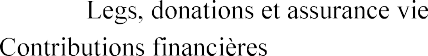 Legs, donations et assurance vie
Contributions financières